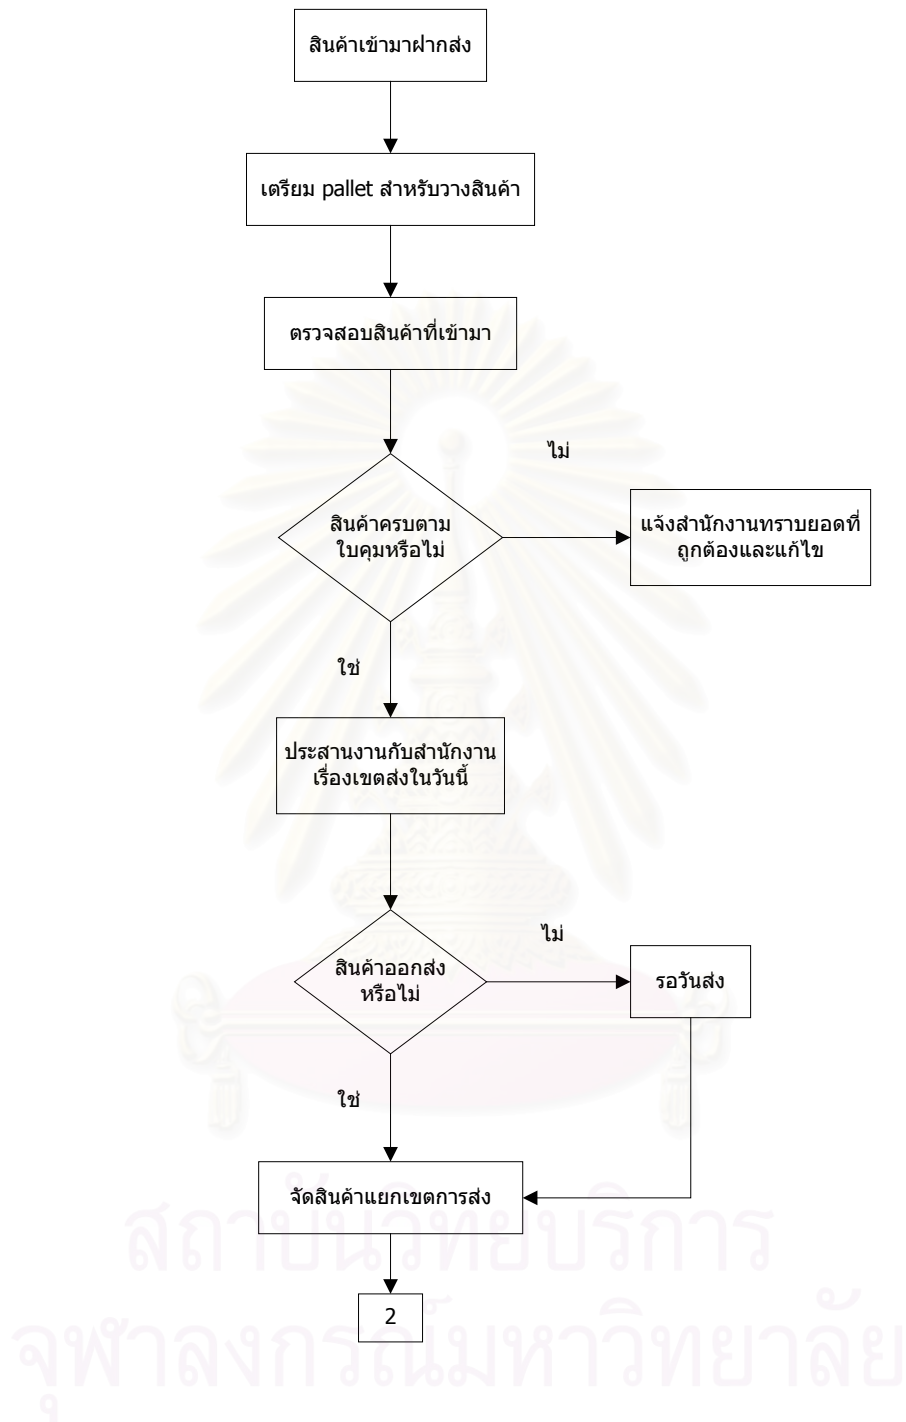 สินค้าเข้ามาฝากส่ง
เตรียม pallet สำหรับวางสินค้า
ตรวจสอบสินค้าที่เข้ามา
ไม่
สินค้าครบตาม
ใบคุมหรือไม่
แจ้งสำนักงานทราบยอดที่
ถูกต้องและแก้ไข
ใช่
ประสานงานกับสำนักงาน
เรื่องเขตส่งในวันนี้
ไม่
สินค้าออกส่ง
หรือไม่
รอวันส่ง
ใช่
จัดสินค้าแยกเขตการส่ง
2
สถาบันวิทยบริการ
จุฬาลงกรณ์มหาวิทยาลัย